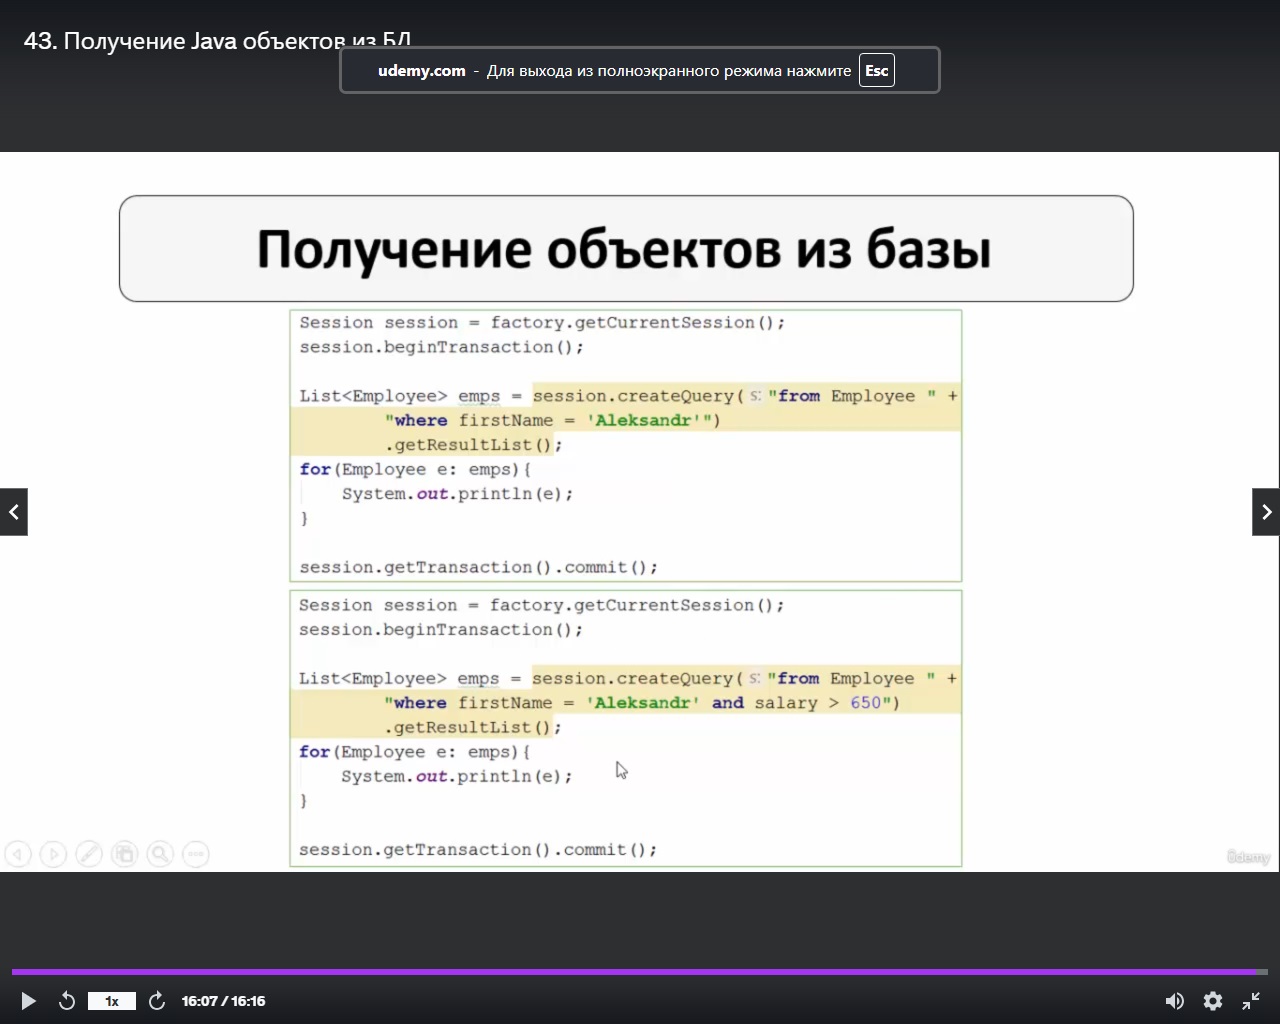 43. Получение Java объектов из БД
udemy.com - Для выхода из полноэкранного режима нажмите Esc
Получение объектов из базы
Session session = factory.getCurrentSession();
session.beginTransaction();
List<Employee> emps = session.createQuery( s: "from Employee " +
"where firstName = 'Aleksandr'")
.getResultList();
for(Employee e: emps){
System.out.println(e);
}
session.getTransaction().commit();
Session session = factory.getCurrentSession();
session.beginTransaction();
List<Employee> emps = session.createQuery( s: "from Employee " +
"where firstName = 'Aleksandr' and salary > 650")
.getResultList();
for(Employee e: emps){
System.out.println(e);
}
session.getTransaction().commit();
ûdemy
1x
16:07 / 16:16